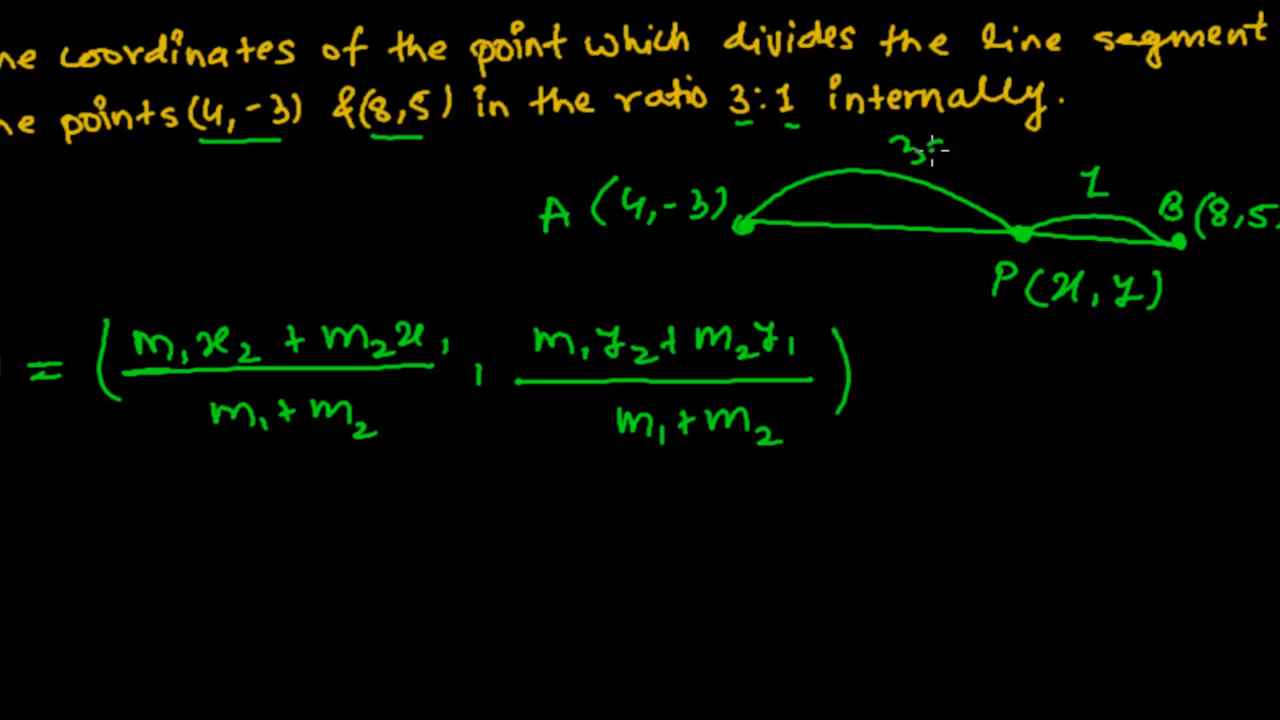 ne coordinates of the point which divides the line segment
ne points (4,-3) &(8,5) in the ratio 3:1 internally.
3:
1
A (4,-3)
B (8,5
P(x,y)
= ( m₁x₂ + m₂x₁ / m₁+m₂ , m₁y₂+m₂y₁ / m₁+m₂ )